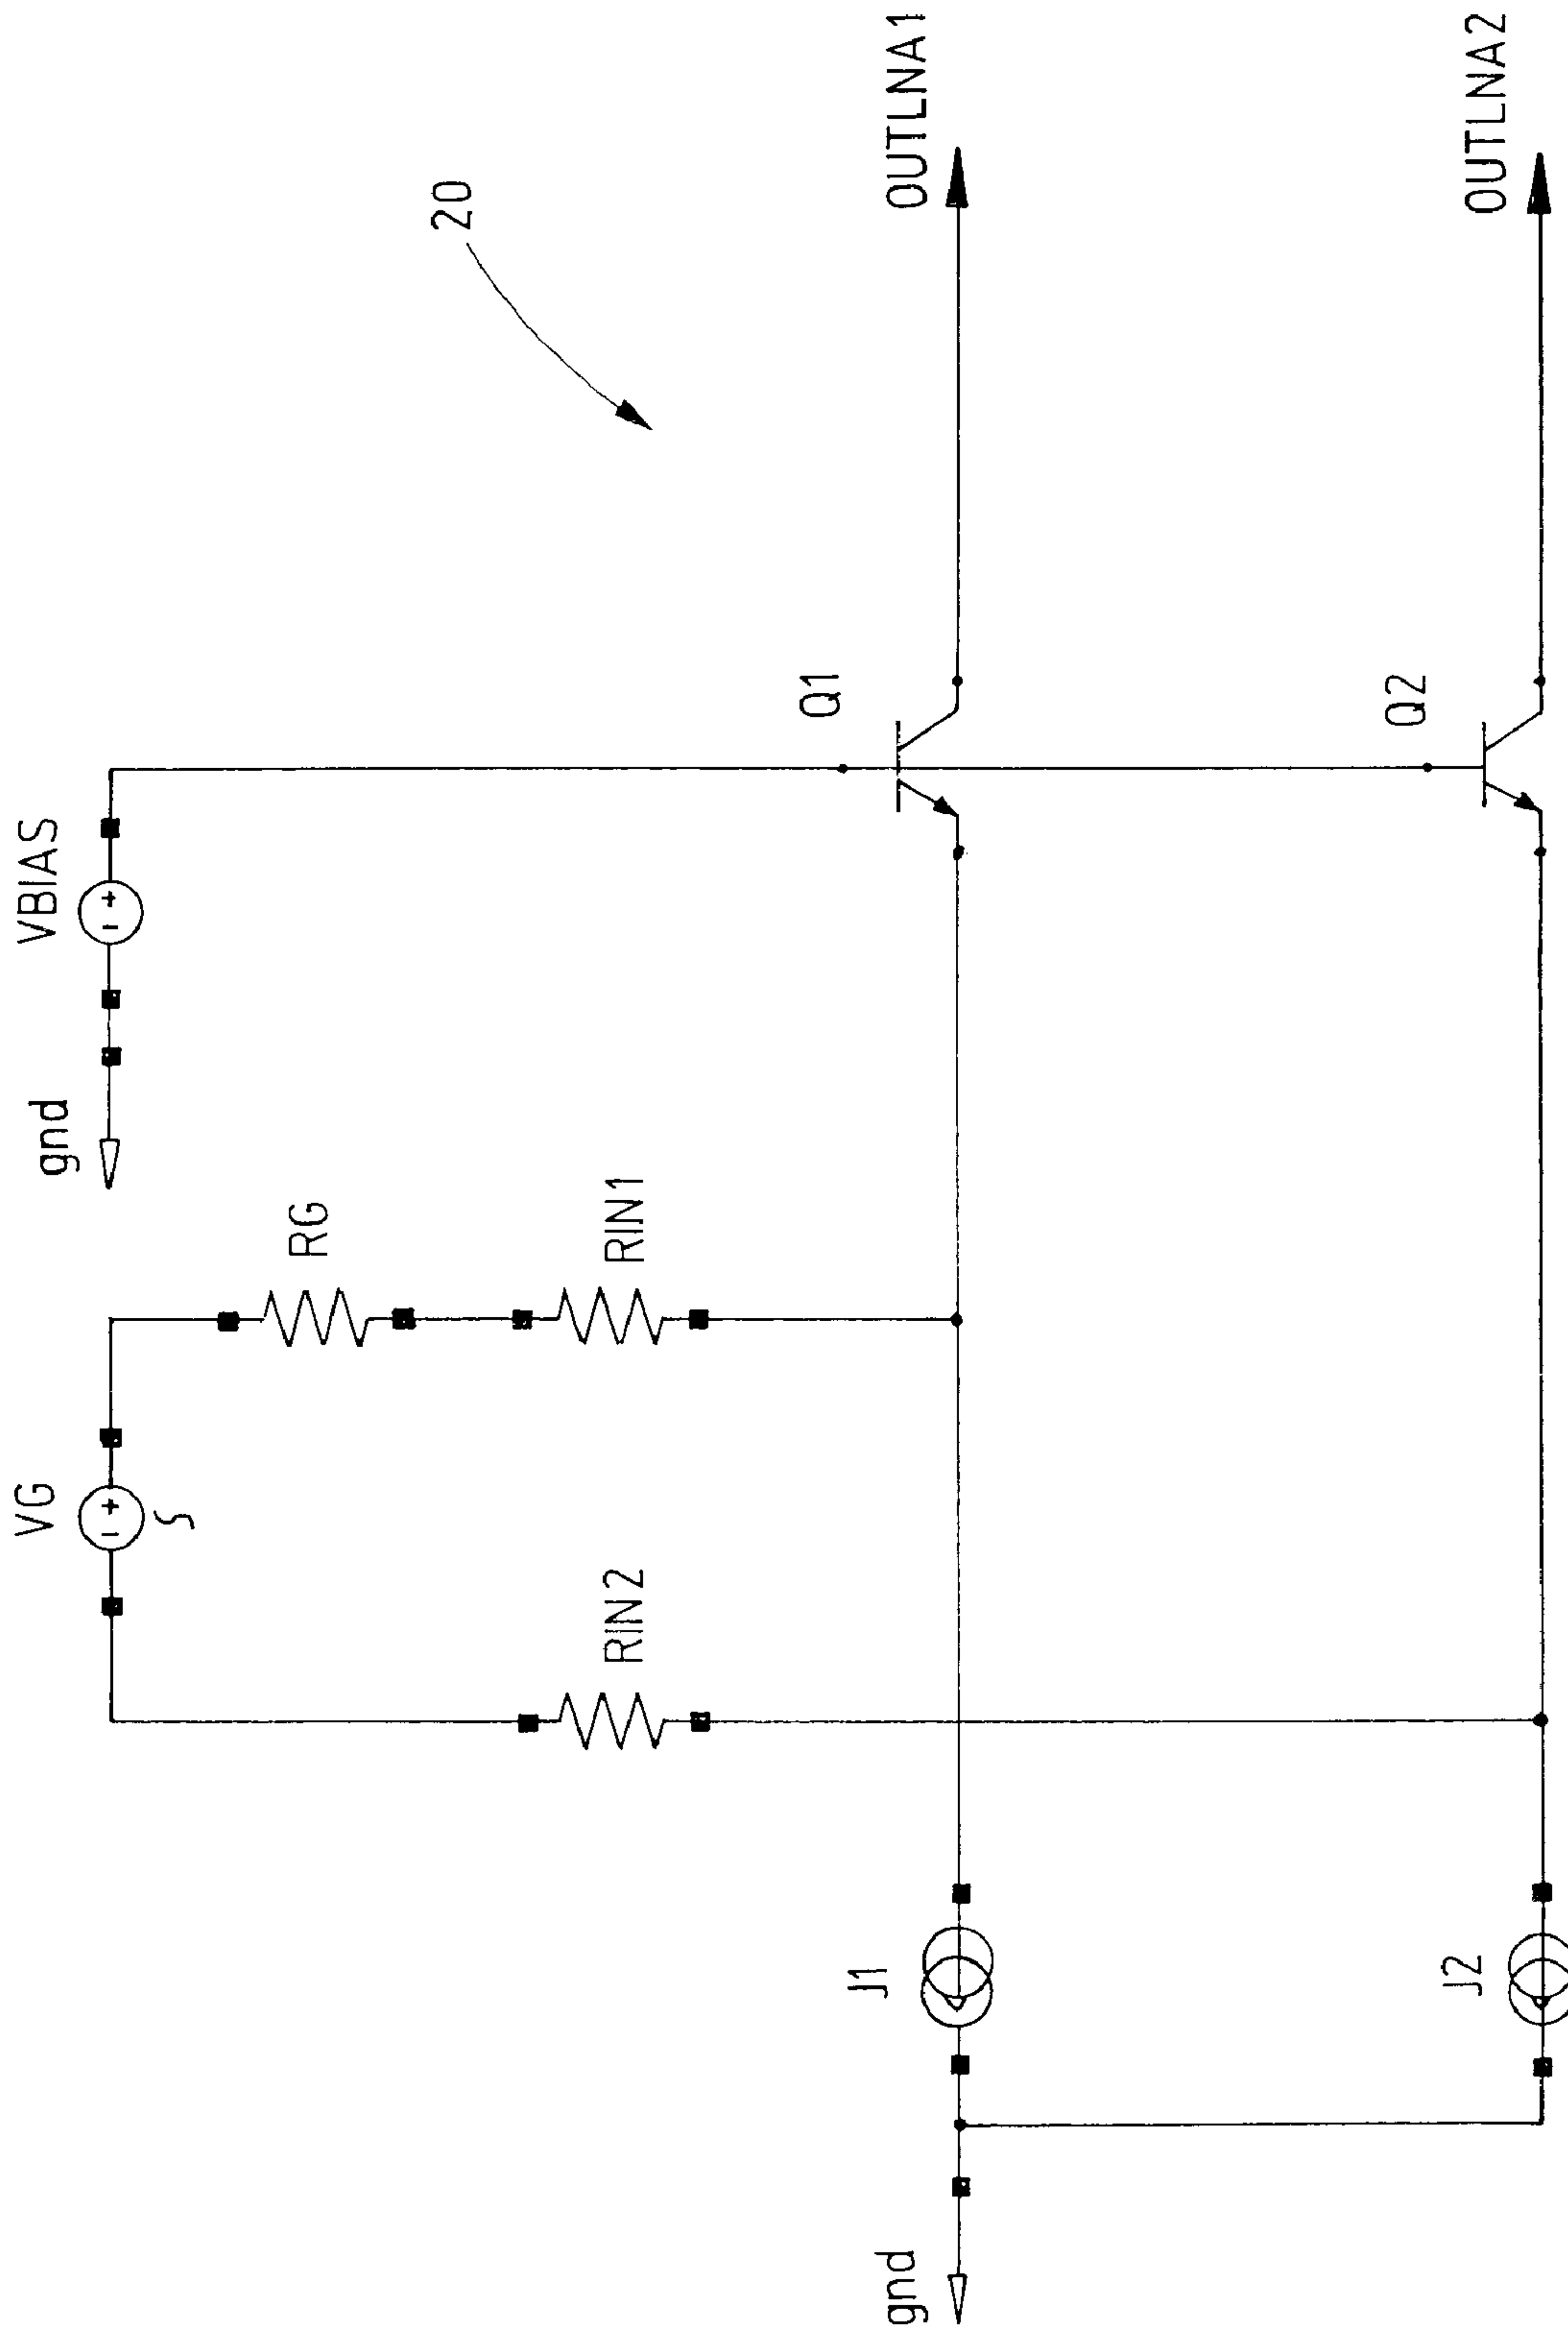 OUTLNA1
OUTLNA2
20
Q1
Q2
VBIAS
gnd
RG
RIN1
VG
RIN2
J1
J2
gnd